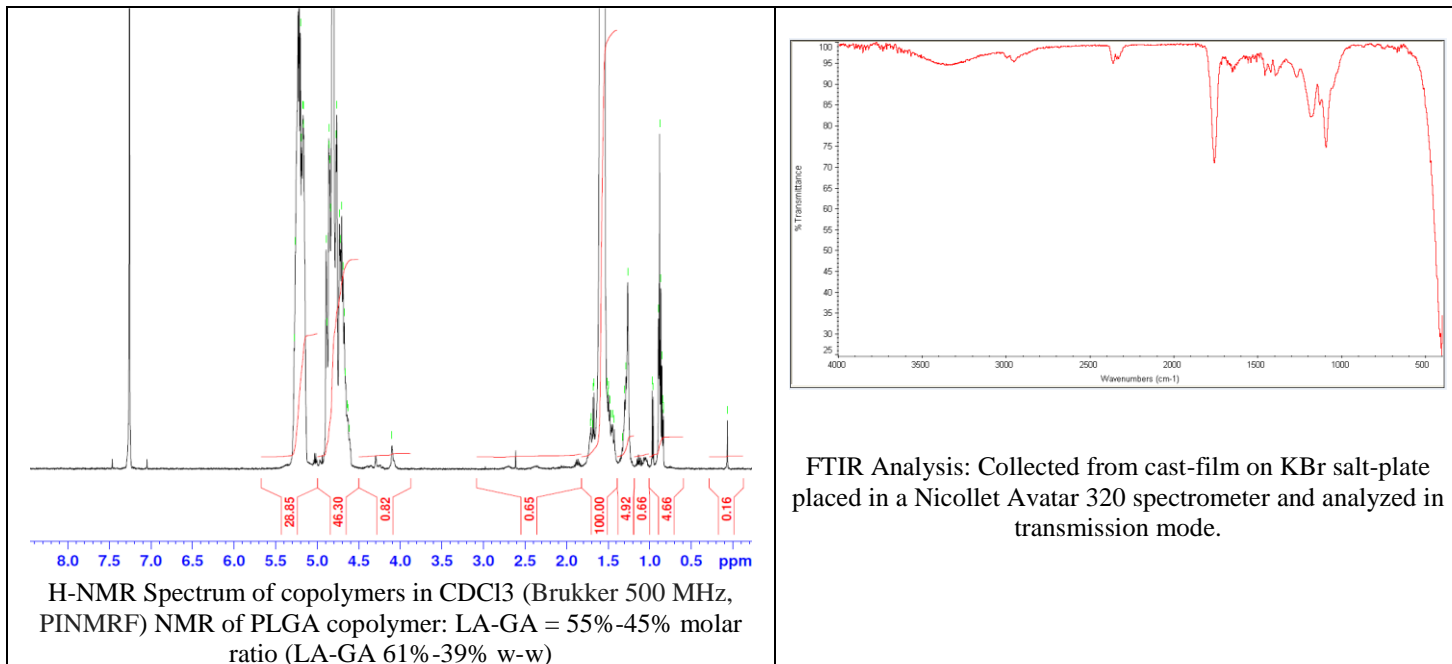 28.85
46.30
0.82
0.65
100.00
4.92
0.66
4.66
0.16
8.0 7.5 7.0 6.5 6.0 5.5 5.0 4.5 4.0 3.5 3.0 2.5 2.0 1.5 1.0 0.5 ppm
H-NMR Spectrum of copolymers in CDCl3 (Brukker 500 MHz,
PINMRF) NMR of PLGA copolymer: LA-GA = 55%-45% molar
ratio (LA-GA 61%-39% w-w)
100
95
90
85
80
75
70
65
60
55
50
45
40
35
30
25
%Transmittance
4000 3000 2000 1000 500
Wavenumbers (cm-1)
FTIR Analysis: Collected from cast-film on KBr salt-plate
placed in a Nicollet Avatar 320 spectrometer and analyzed in
transmission mode.